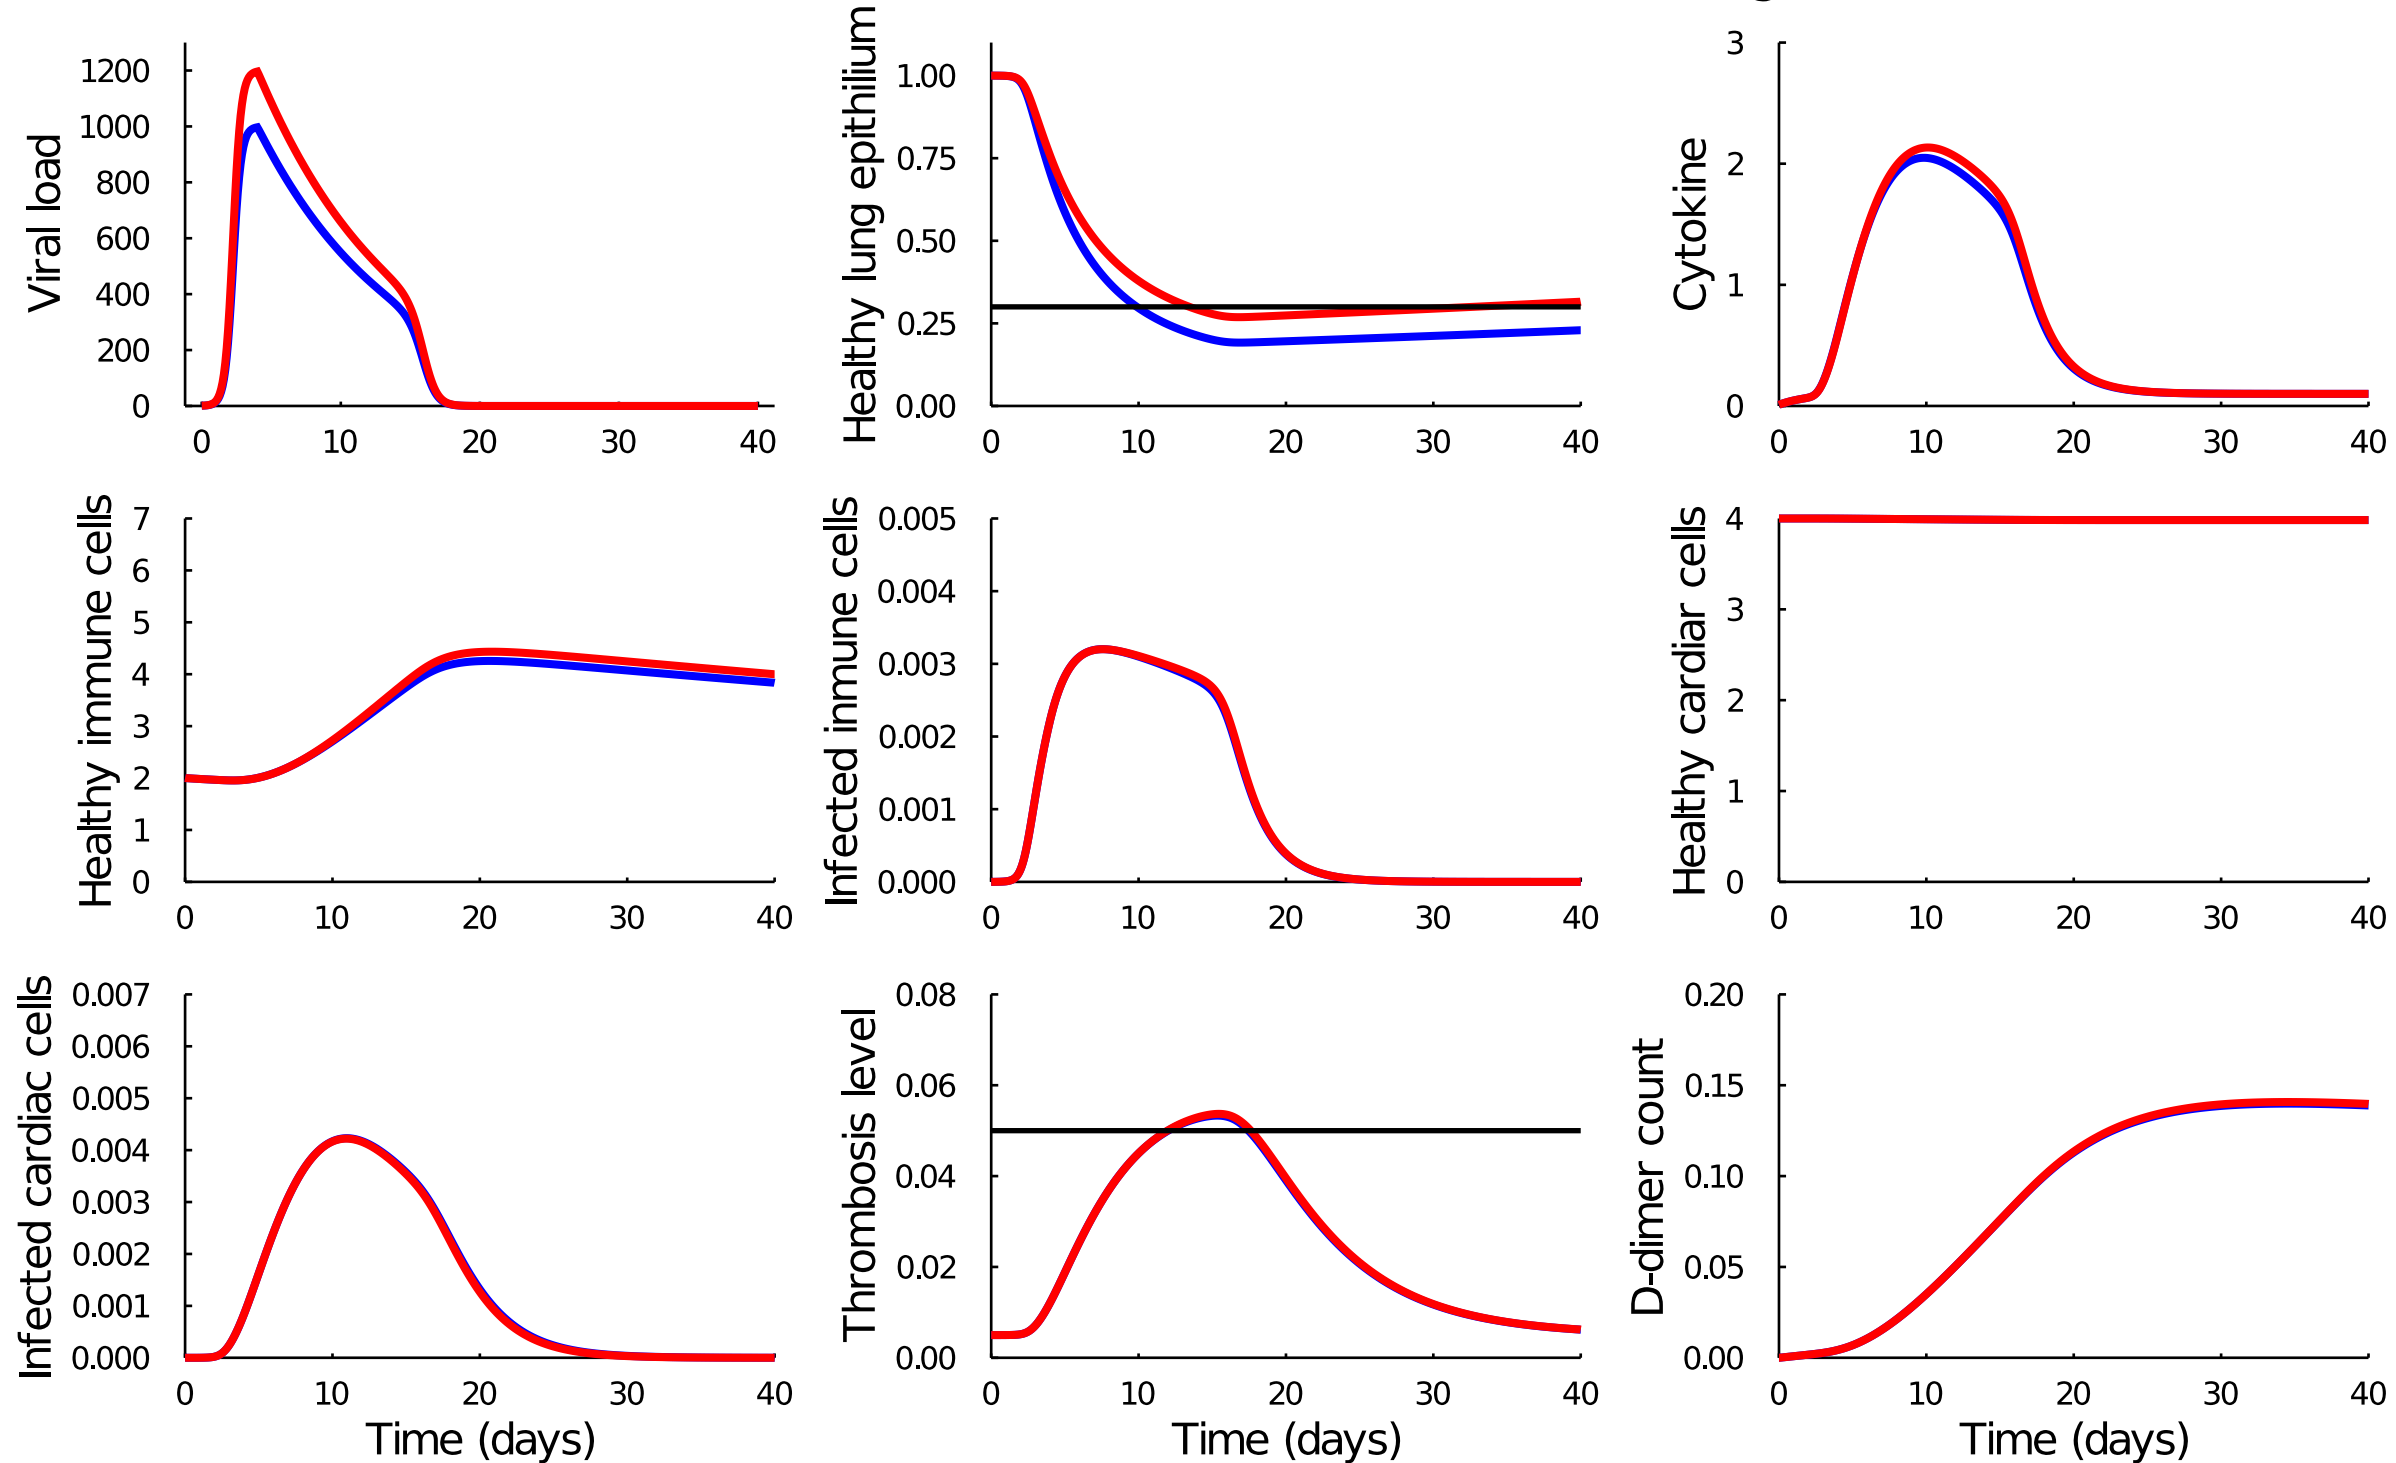 Viral load
1200
1000
800
600
400
200
0
0 10 20 30 40
Healthy lung epithilium
1.00
0.75
0.50
0.25
0.00
0 10 20 30 40
Cytokine
3
2
1
0
0 10 20 30 40
Healthy immune cells
7
6
5
4
3
2
1
0
0 10 20 30 40
Infected inmune cells
0.005
0.004
0.003
0.002
0.001
0.000
0 10 20 30 40
Healthy cardiar cells
4
3
2
1
0
0 10 20 30 40
Infected cardiac cells
0.007
0.006
0.005
0.004
0.003
0.002
0.001
0.000
0 10 20 30 40
Time (days)
Thrombosis level
0.08
0.06
0.04
0.02
0.00
0 10 20 30 40
Time (days)
D-dimer count
0.20
0.15
0.10
0.05
0.00
0 10 20 30 40
Time (days)